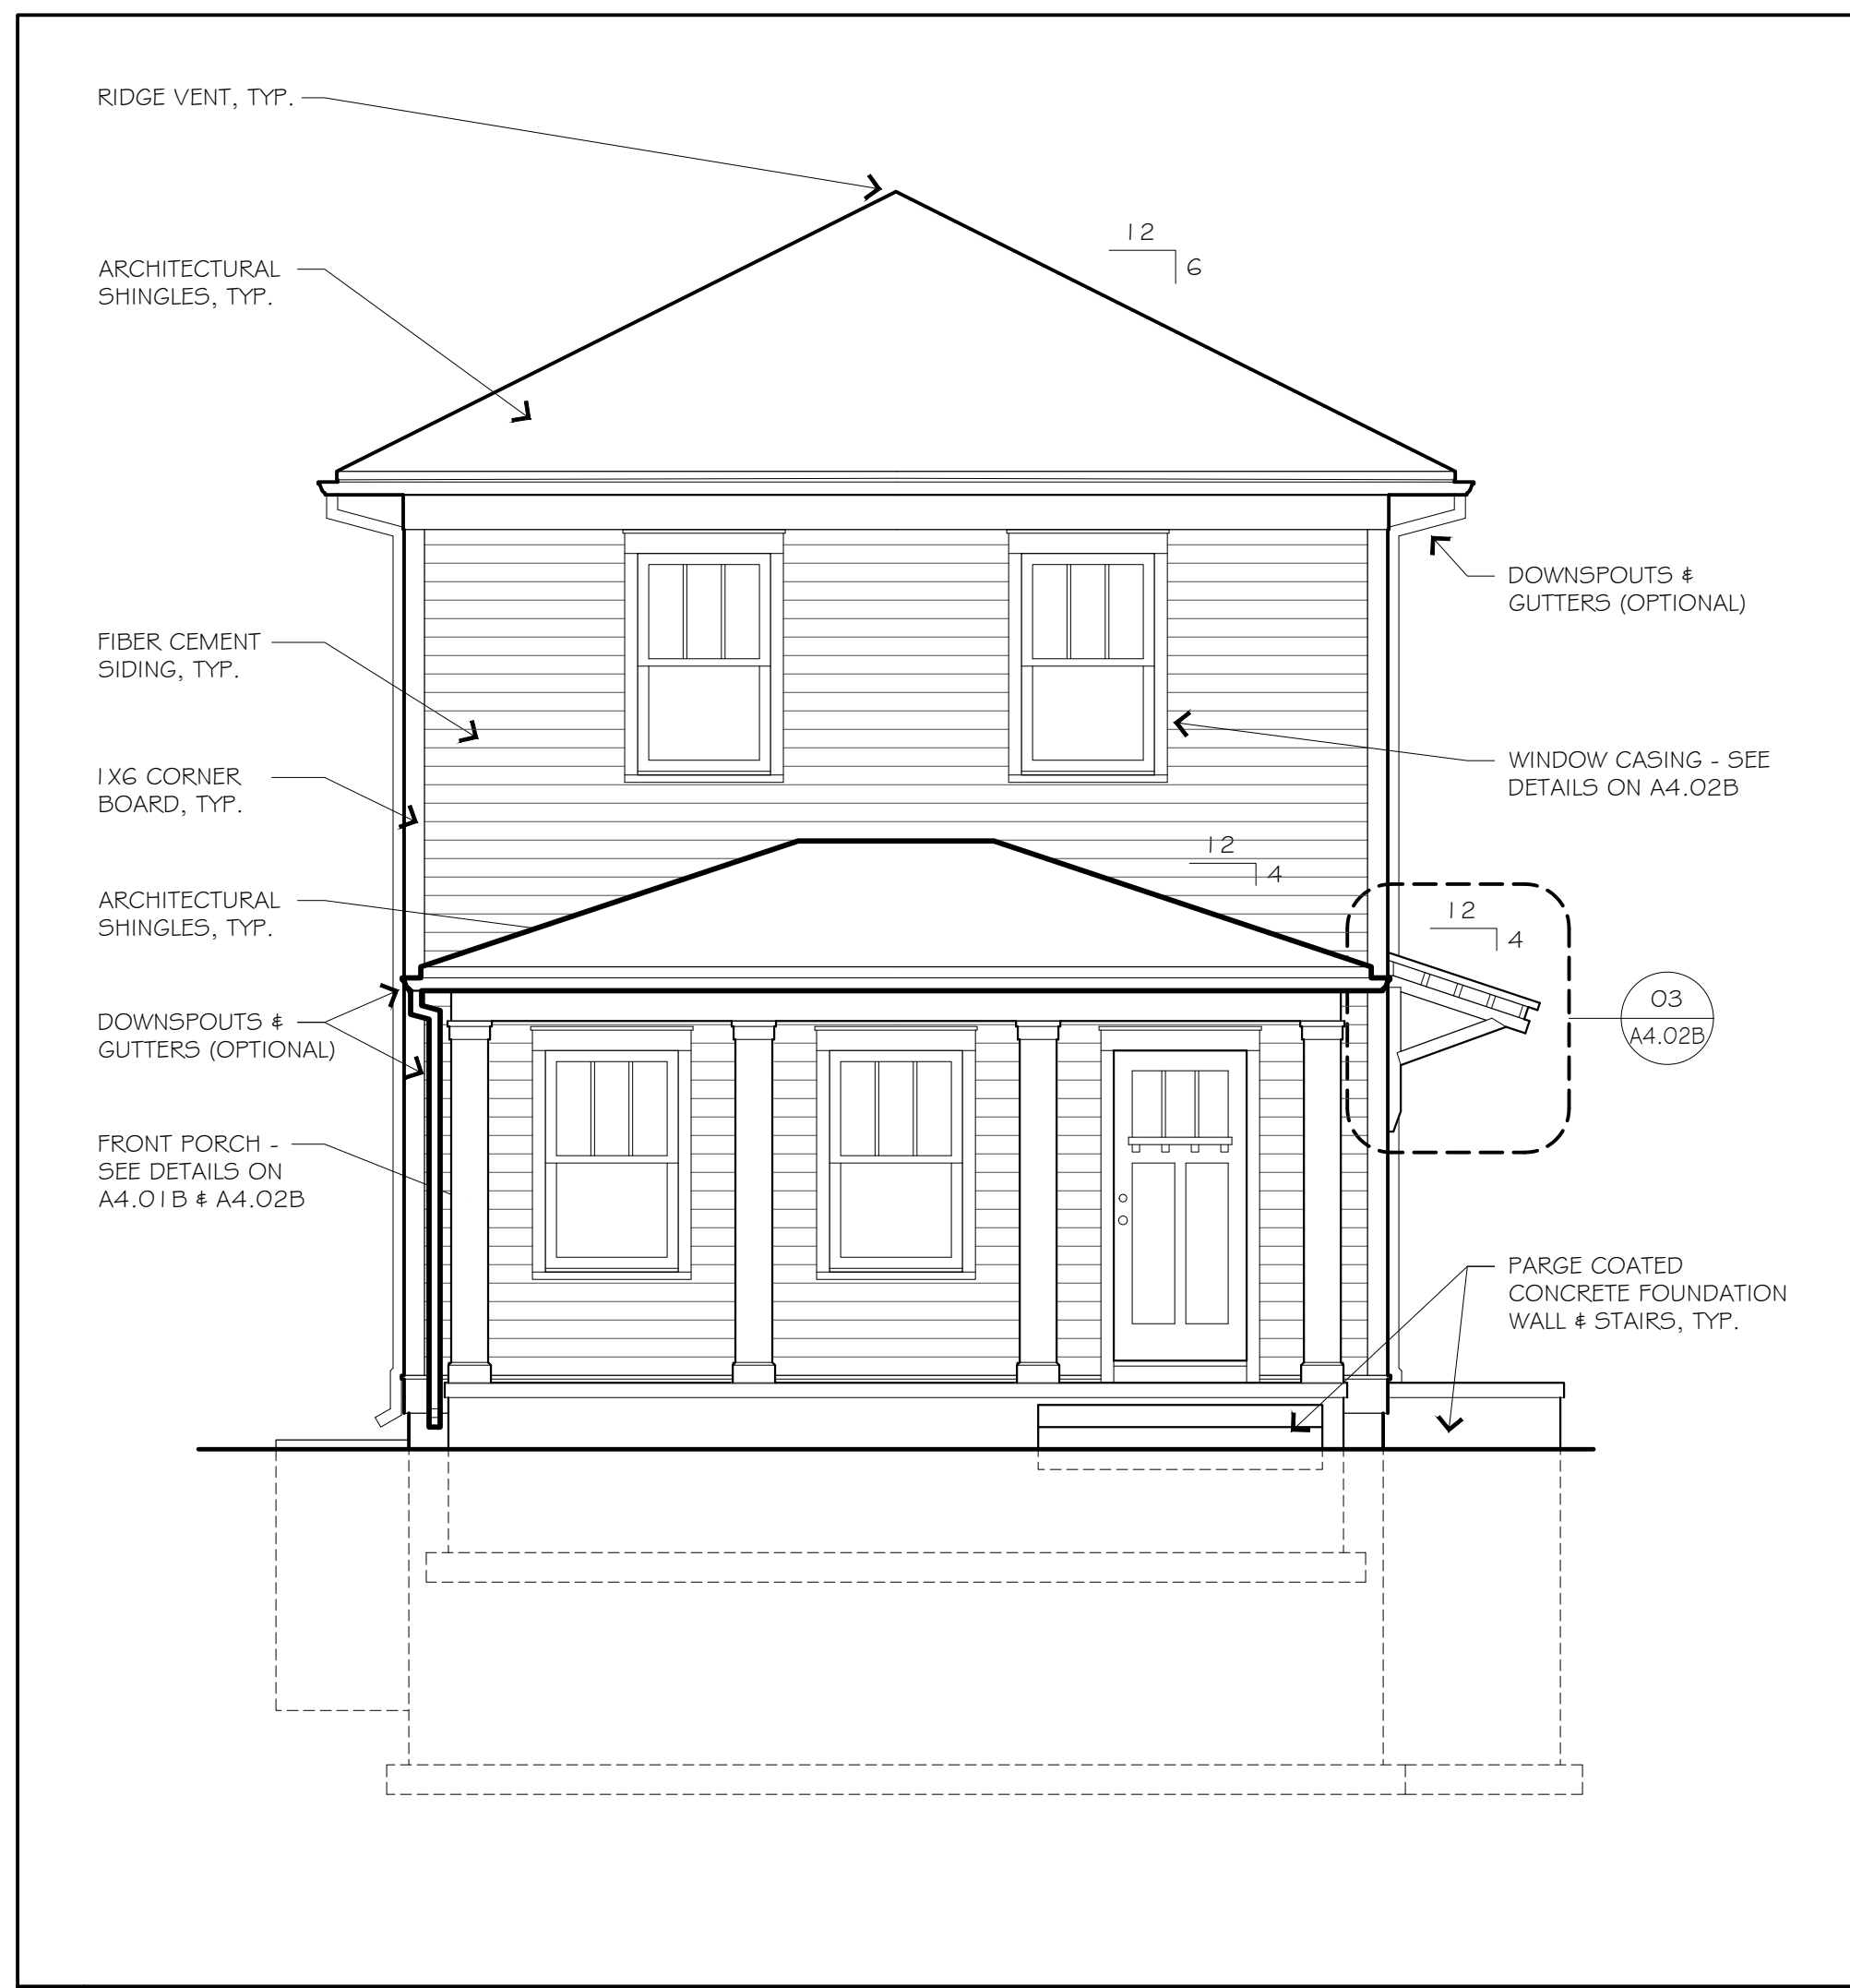 RIDGE VENT, TYP.
12
6
ARCHITECTURAL
SHINGLES, TYP.
DOWNSPOUTS &
GUTTERS (OPTIONAL)
FIBER CEMENT
SIDING, TYP.
WINDOW CASING - SEE
DETAILS ON A4.02B
1X6 CORNER
BOARD, TYP.
12
4
ARCHITECTURAL
SHINGLES, TYP.
12
4
03
A4.02B
DOWNSPOUTS &
GUTTERS (OPTIONAL)
FRONT PORCH -
SEE DETAILS ON
A4.01B & A4.02B
PARGE COATED
CONCRETE FOUNDATION
WALL & STAIRS, TYP.